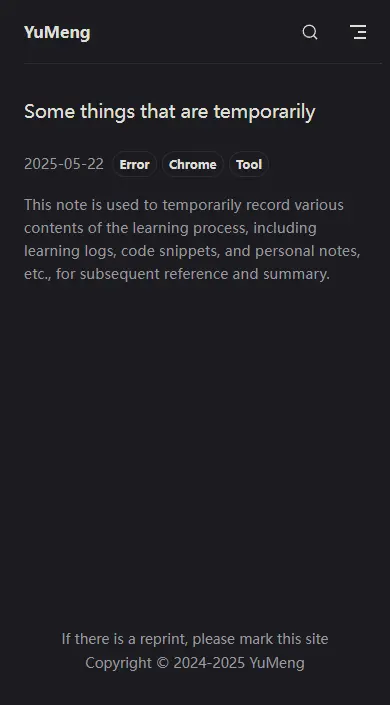 YuMeng
Some things that are temporarily
2025-05-22 Error Chrome Tool
This note is used to temporarily record various
contents of the learning process, including
learning logs, code snippets, and personal notes,
etc., for subsequent reference and summary.
If there is a reprint, please mark this site
Copyright © 2024-2025 YuMeng